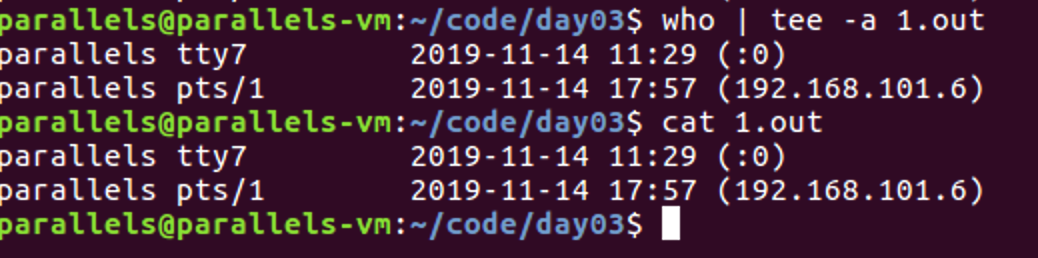 parallels@parallels-vm:~/code/day03$ who | tee -a 1.out
parallels tty7         2019-11-14 11:29 (:0)
parallels pts/1        2019-11-14 17:57 (192.168.101.6)
parallels@parallels-vm:~/code/day03$ cat 1.out
parallels tty7         2019-11-14 11:29 (:0)
parallels pts/1        2019-11-14 17:57 (192.168.101.6)
parallels@parallels-vm:~/code/day03$